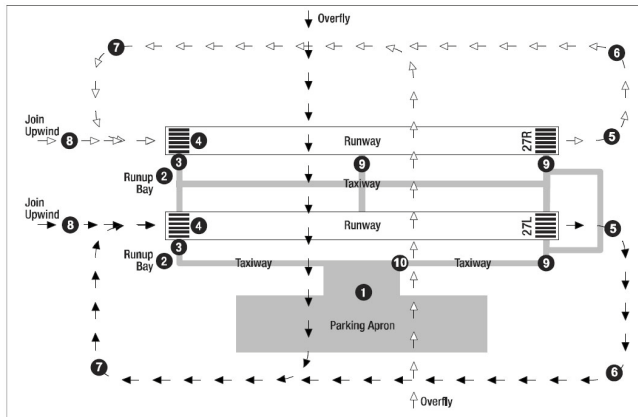 Overfly
7
6
Join
Upwind
8
4
Runway
27R
5
3
9
9
Runup
Bay
2
Taxiway
Join
Upwind
8
4
Runway
27L
5
3
Runup
Bay
2
Taxiway
10
Taxiway
9
1
Parking Apron
7
6
Overfly